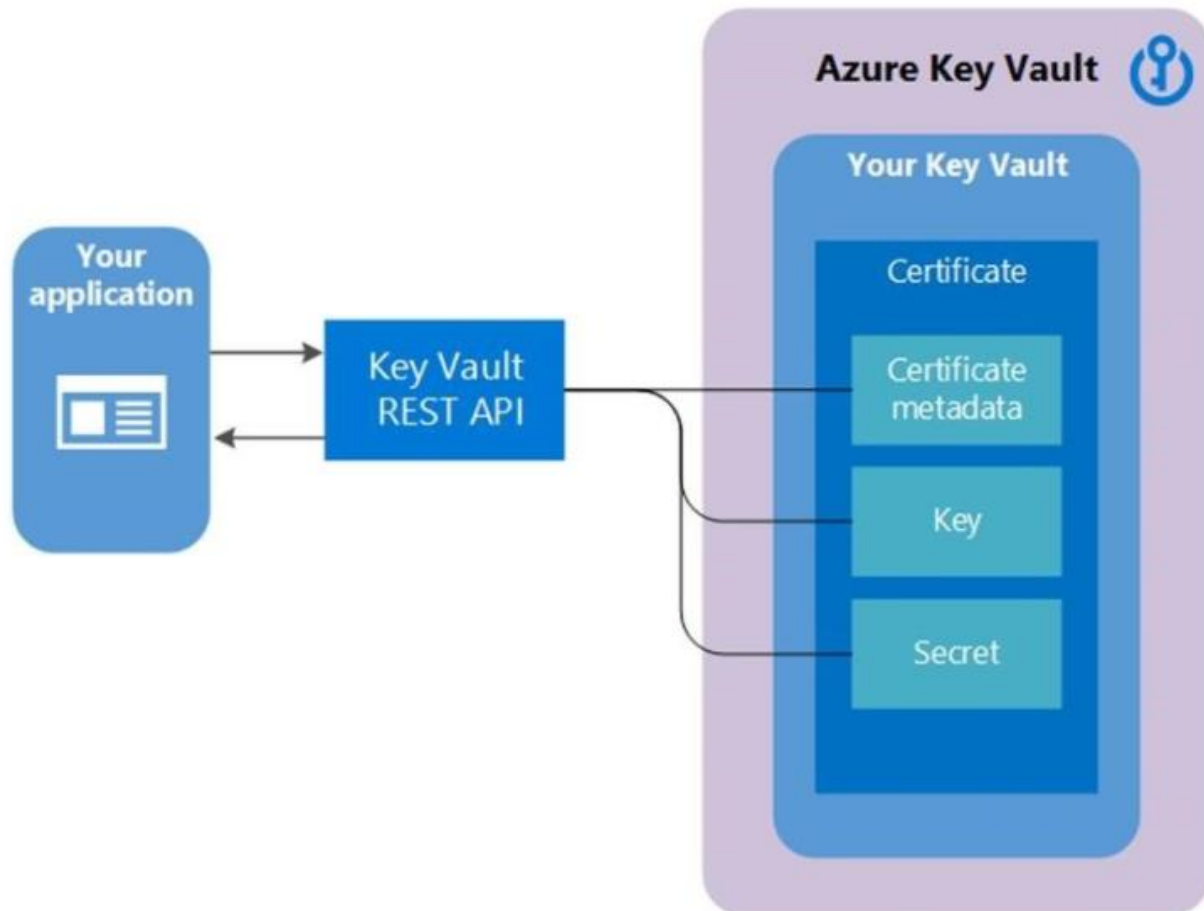 Azure Key Vault
Your Key Vault
Your
application
Certificate
Key Vault
REST API
Certificate
metadata
Key
Secret